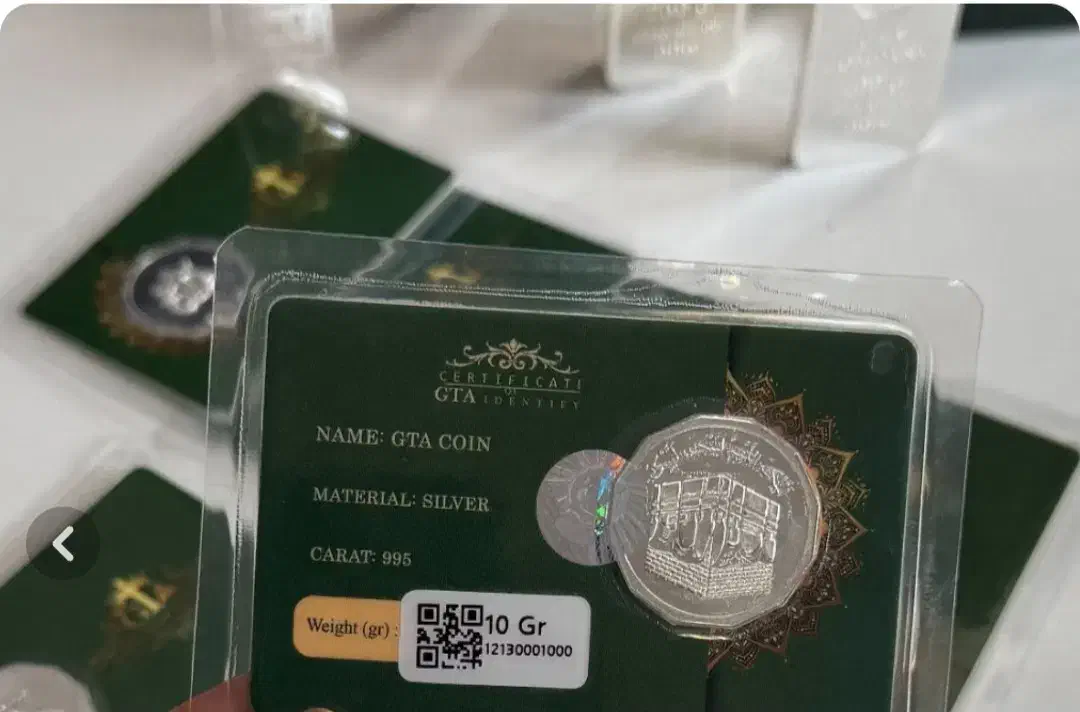 CERTIFICATE
OF
GTA IDENTITY
NAME: GTA COIN
MATERIAL: SILVER
CARAT: 995
Weight (gr) :
10 Gr
12130001000